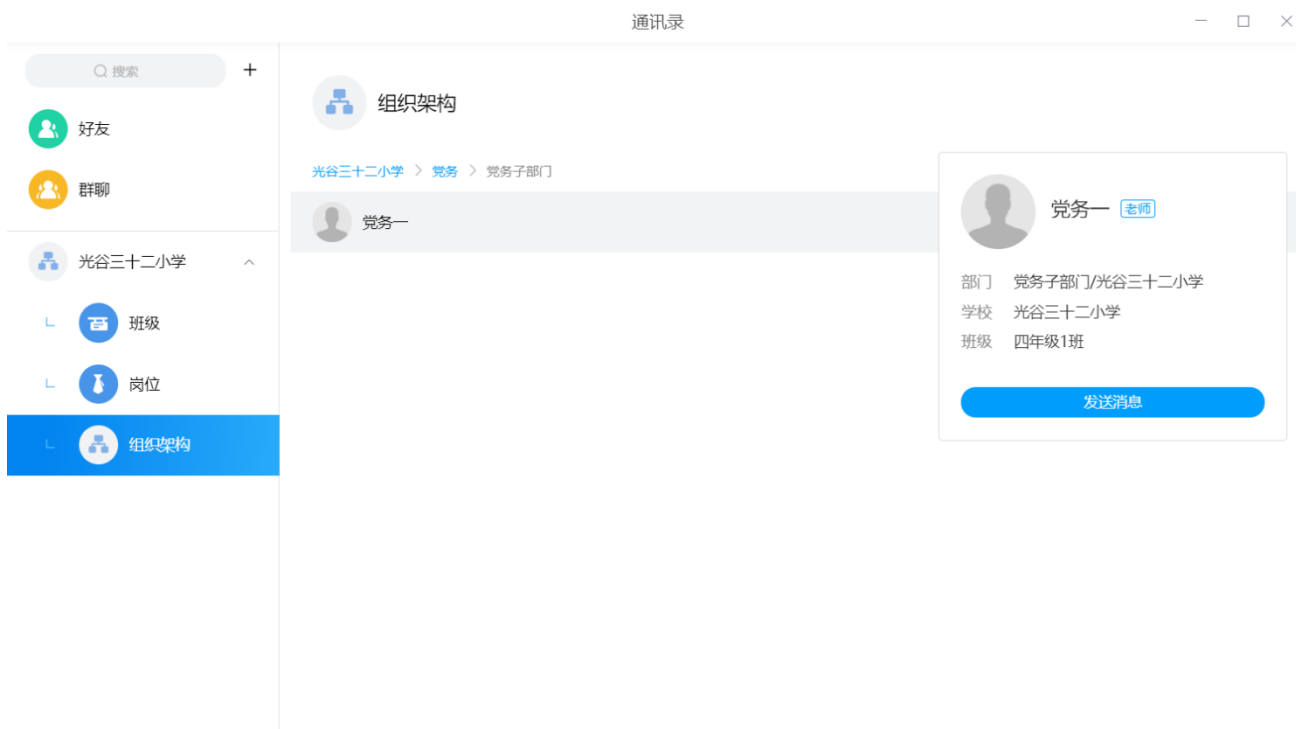 通讯录
搜索
好友
群聊
光谷三十二小学
班级
岗位
组织架构
组织架构
光谷三十二小学 > 党务 > 党务子部门
党务一
党务一 老师
部门 党务子部门/光谷三十二小学
学校 光谷三十二小学
班级 四年级1班
发送消息